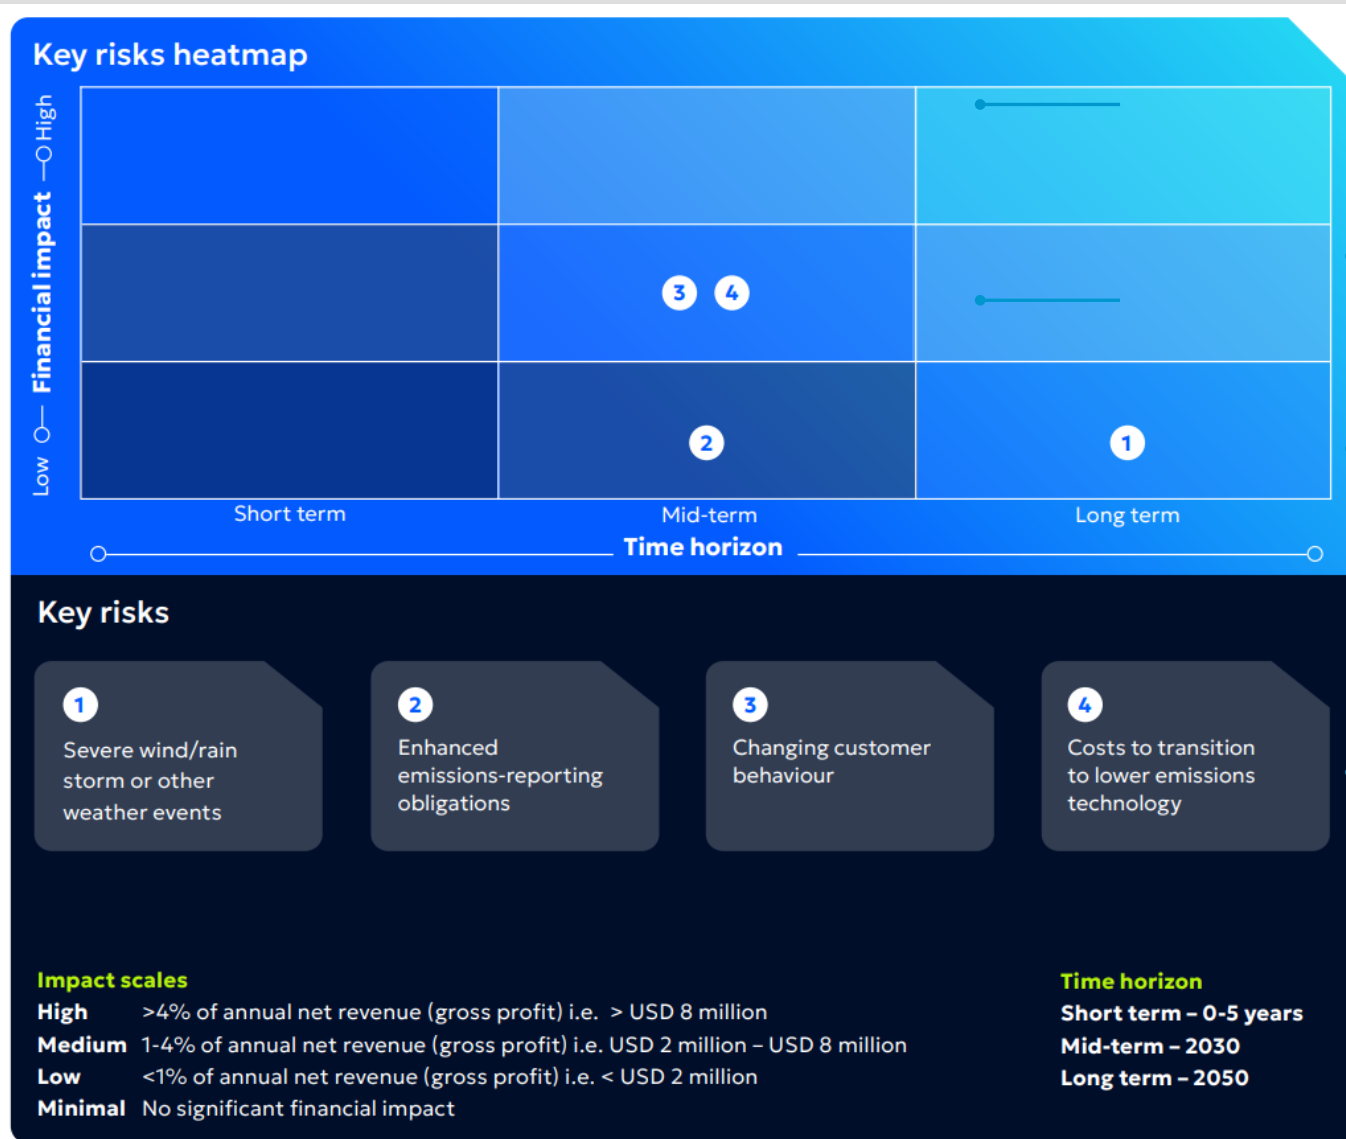 Key risks heatmap
High
Financial impact
Low
3 4
2 1
Short term Mid-term Long term
Time horizon
Key risks
1
Severe wind/rain
storm or other
weather events
2
Enhanced
emissions-reporting
obligations
3
Changing customer
behaviour
4
Costs to transition
to lower emissions
technology
Impact scales
High >4% of annual net revenue (gross profit) i.e. > USD 8 million
Medium 1-4% of annual net revenue (gross profit) i.e. USD 2 million – USD 8 million
Low <1% of annual net revenue (gross profit) i.e. < USD 2 million
Minimal No significant financial impact
Time horizon
Short term – 0-5 years
Mid-term – 2030
Long term – 2050